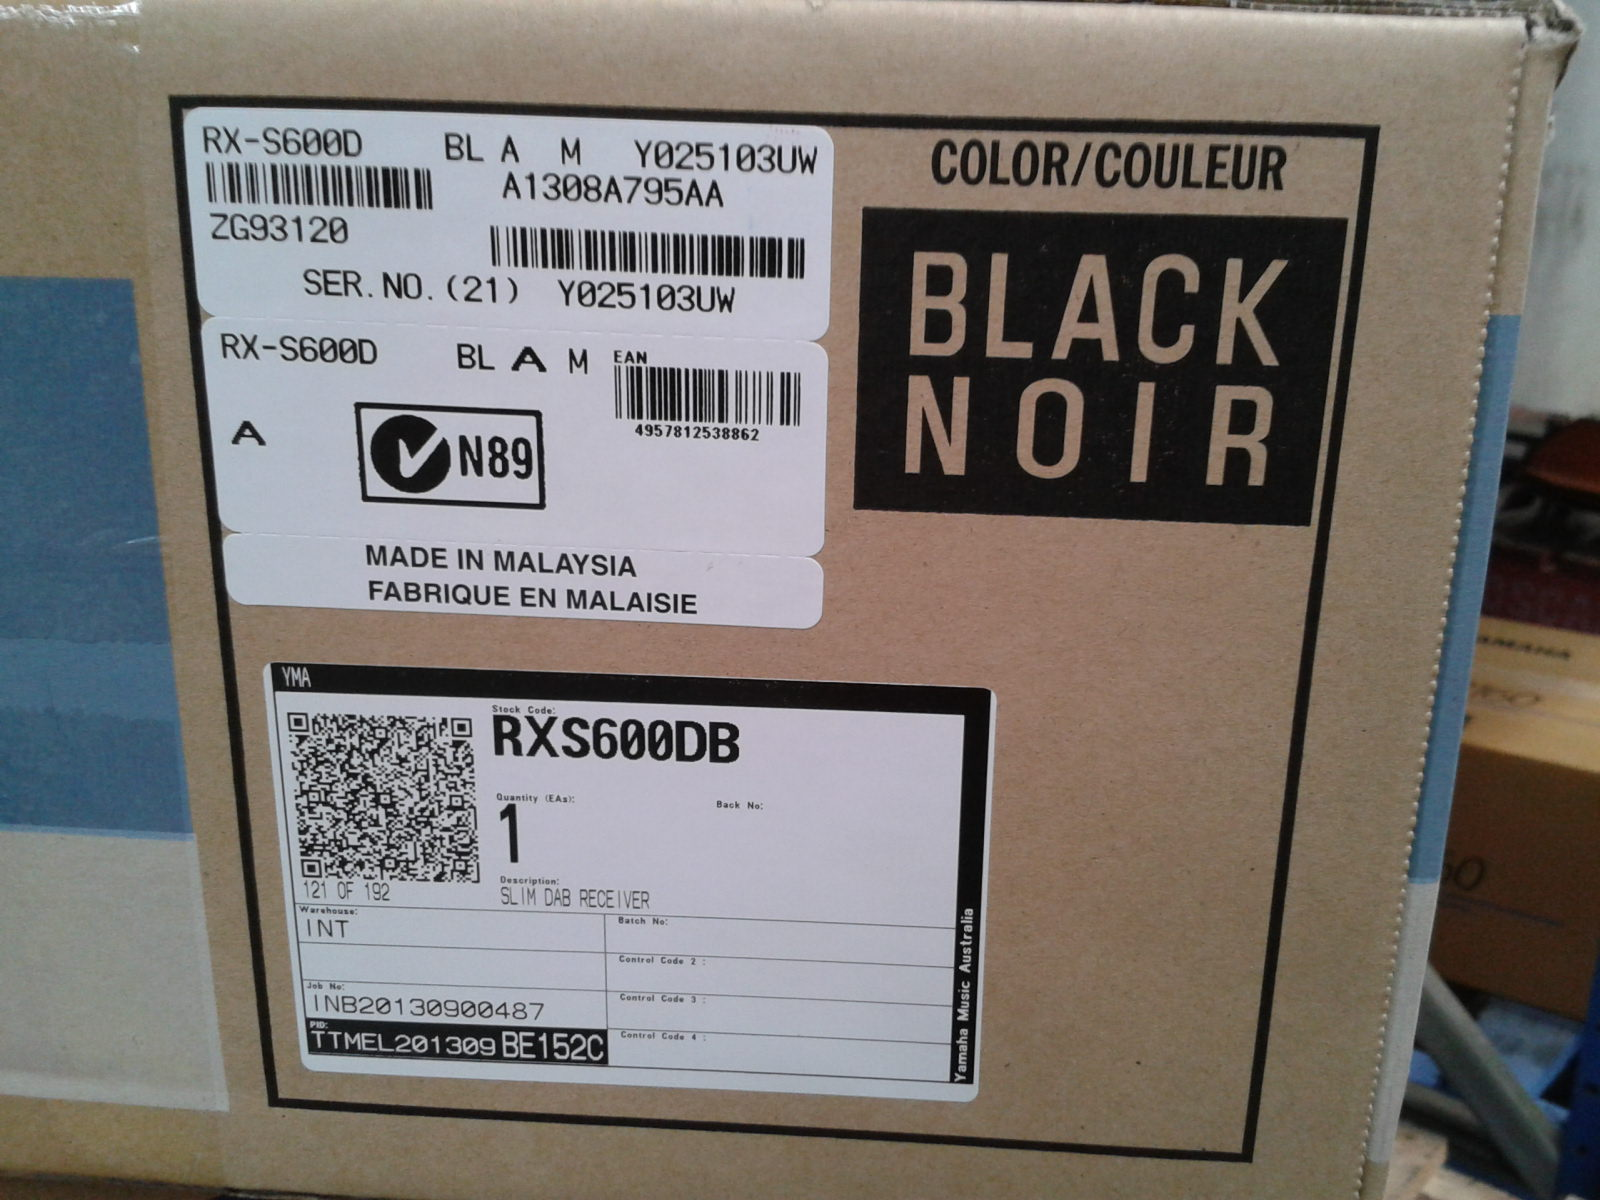 RX-S600D BL A M Y025103UW
A1308A795AA
ZG93120
SER.NO.(21) Y025103UW
RX-S600D BL A M EAN
4957812538862
A
N89
MADE IN MALAYSIA
FABRIQUE EN MALAISIE
COLOR/COULEUR
BLACK
NOIR
YMA
Stock Code:
RXS600DB
Quantity (EAs): Back No:
1
121 OF 192
Description:
SLIM DAB RECEIVER
Warehouse:
INT
Batch No:
Control Code 2 :
Job No:
INB20130900487
Control Code 3 :
PID:
TTMEL201309BE152C
Control Code 4 :
Yamaha Music Australia